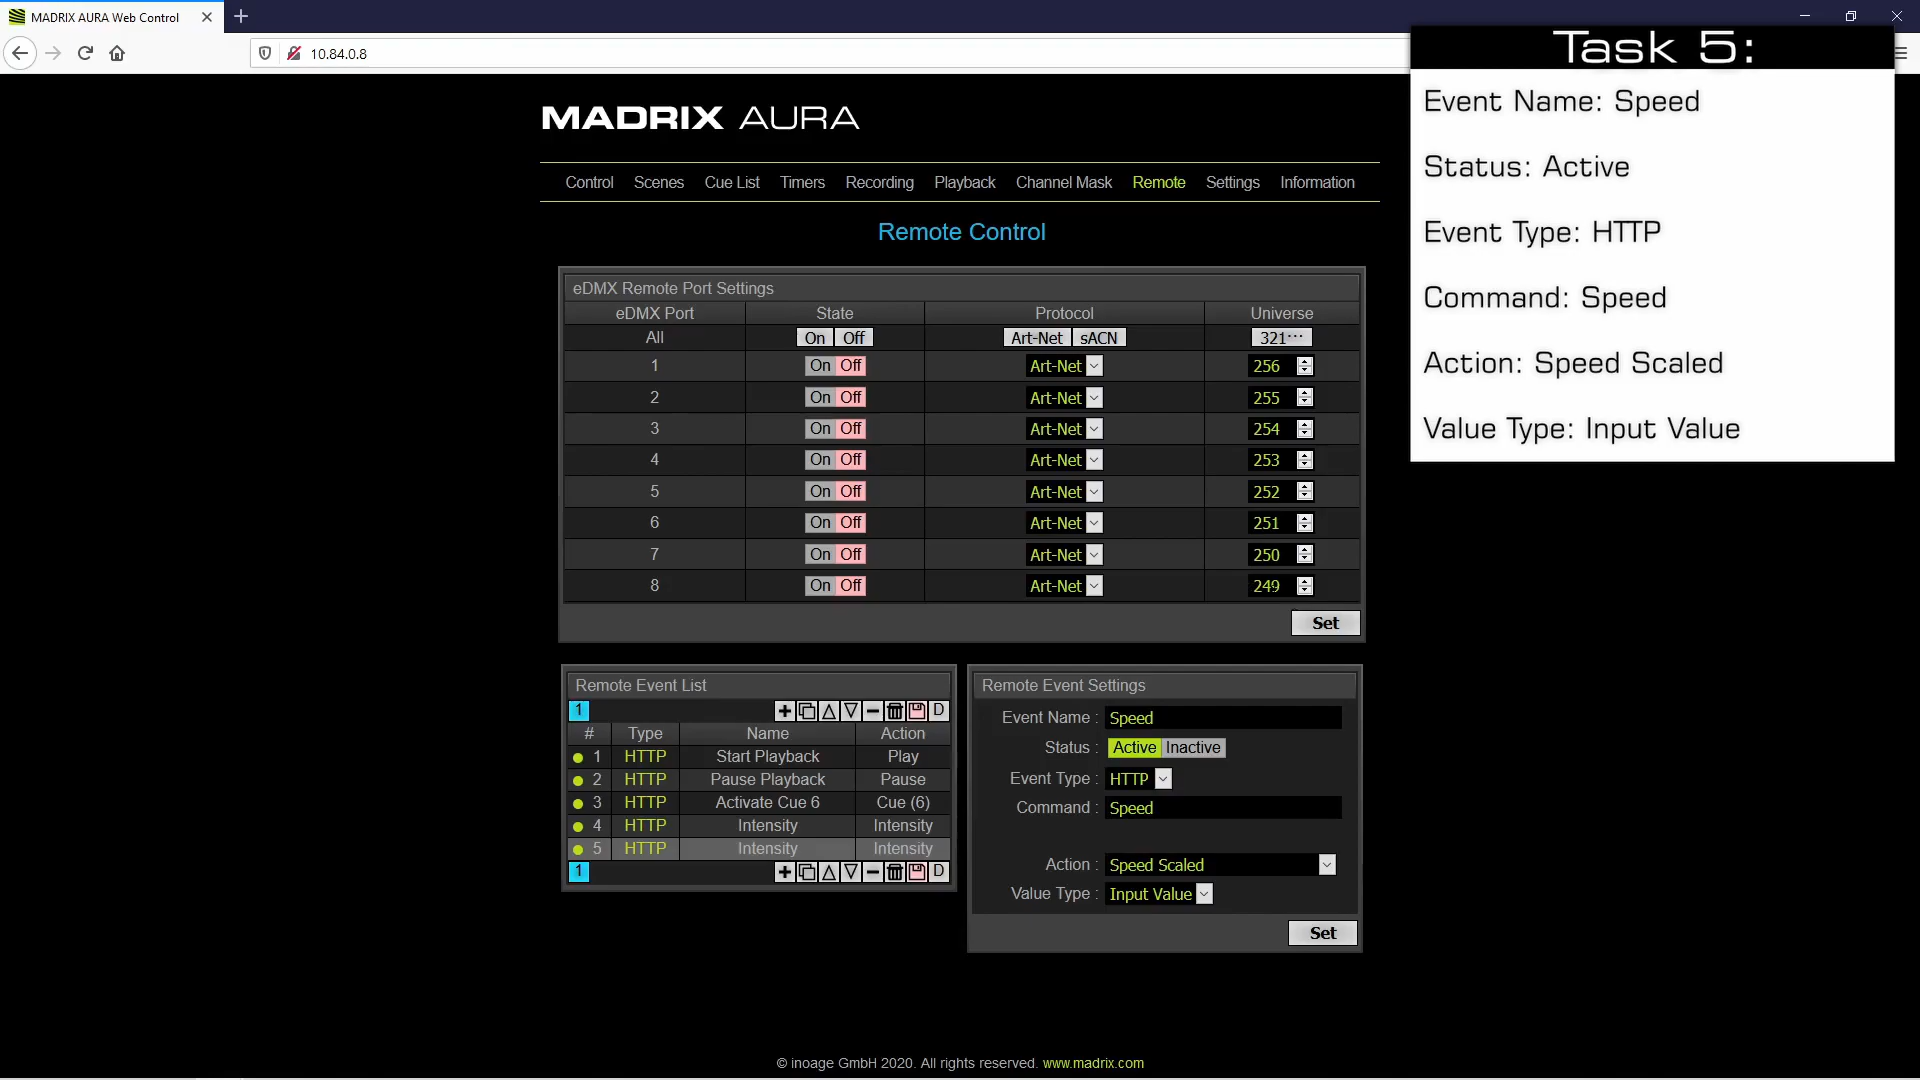 MADRIX AURA Web Control
10.84.0.8
Task 5:
Event Name: Speed
Status: Active
Event Type: HTTP
Command: Speed
Action: Speed Scaled
Value Type: Input Value
MADRIX AURA
Control Scenes Cue List Timers Recording Playback Channel Mask Remote Settings Information
Remote Control
eDMX Remote Port Settings
eDMX Port State Protocol Universe
All On Off Art-Net sACN 321...
1 On Off Art-Net 256
2 On Off Art-Net 255
3 On Off Art-Net 254
4 On Off Art-Net 253
5 On Off Art-Net 252
6 On Off Art-Net 251
7 On Off Art-Net 250
8 On Off Art-Net 249
Set
Remote Event List
1 D
# Type Name Action
1 HTTP Start Playback Play
2 HTTP Pause Playback Pause
3 HTTP Activate Cue 6 Cue (6)
4 HTTP Intensity Intensity
5 HTTP Intensity Intensity
1 D
Remote Event Settings
Event Name : Speed
Status : Active Inactive
Event Type : HTTP
Command : Speed
Action : Speed Scaled
Value Type : Input Value
Set
© inoage GmbH 2020. All rights reserved. www.madrix.com